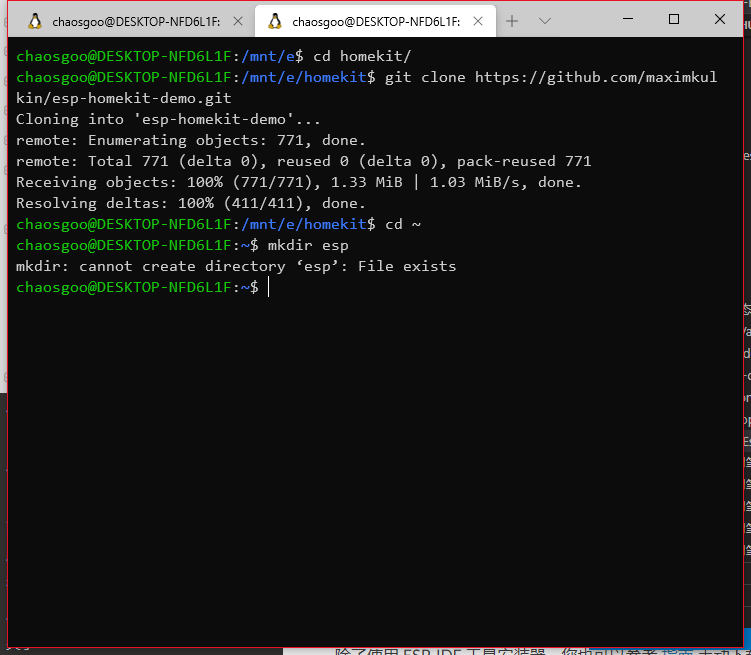 chaosgoo@DESKTOP-NFD6L1F:
chaosgoo@DESKTOP-NFD6L1F:
chaosgoo@DESKTOP-NFD6L1F:/mnt/e$ cd homekit/
chaosgoo@DESKTOP-NFD6L1F:/mnt/e/homekit$ git clone https://github.com/maximkul
kin/esp-homekit-demo.git
Cloning into 'esp-homekit-demo'...
remote: Enumerating objects: 771, done.
remote: Total 771 (delta 0), reused 0 (delta 0), pack-reused 771
Receiving objects: 100% (771/771), 1.33 MiB | 1.03 MiB/s, done.
Resolving deltas: 100% (411/411), done.
chaosgoo@DESKTOP-NFD6L1F:/mnt/e/homekit$ cd ~
chaosgoo@DESKTOP-NFD6L1F:~$ mkdir esp
mkdir: cannot create directory ‘esp’: File exists
chaosgoo@DESKTOP-NFD6L1F:~$